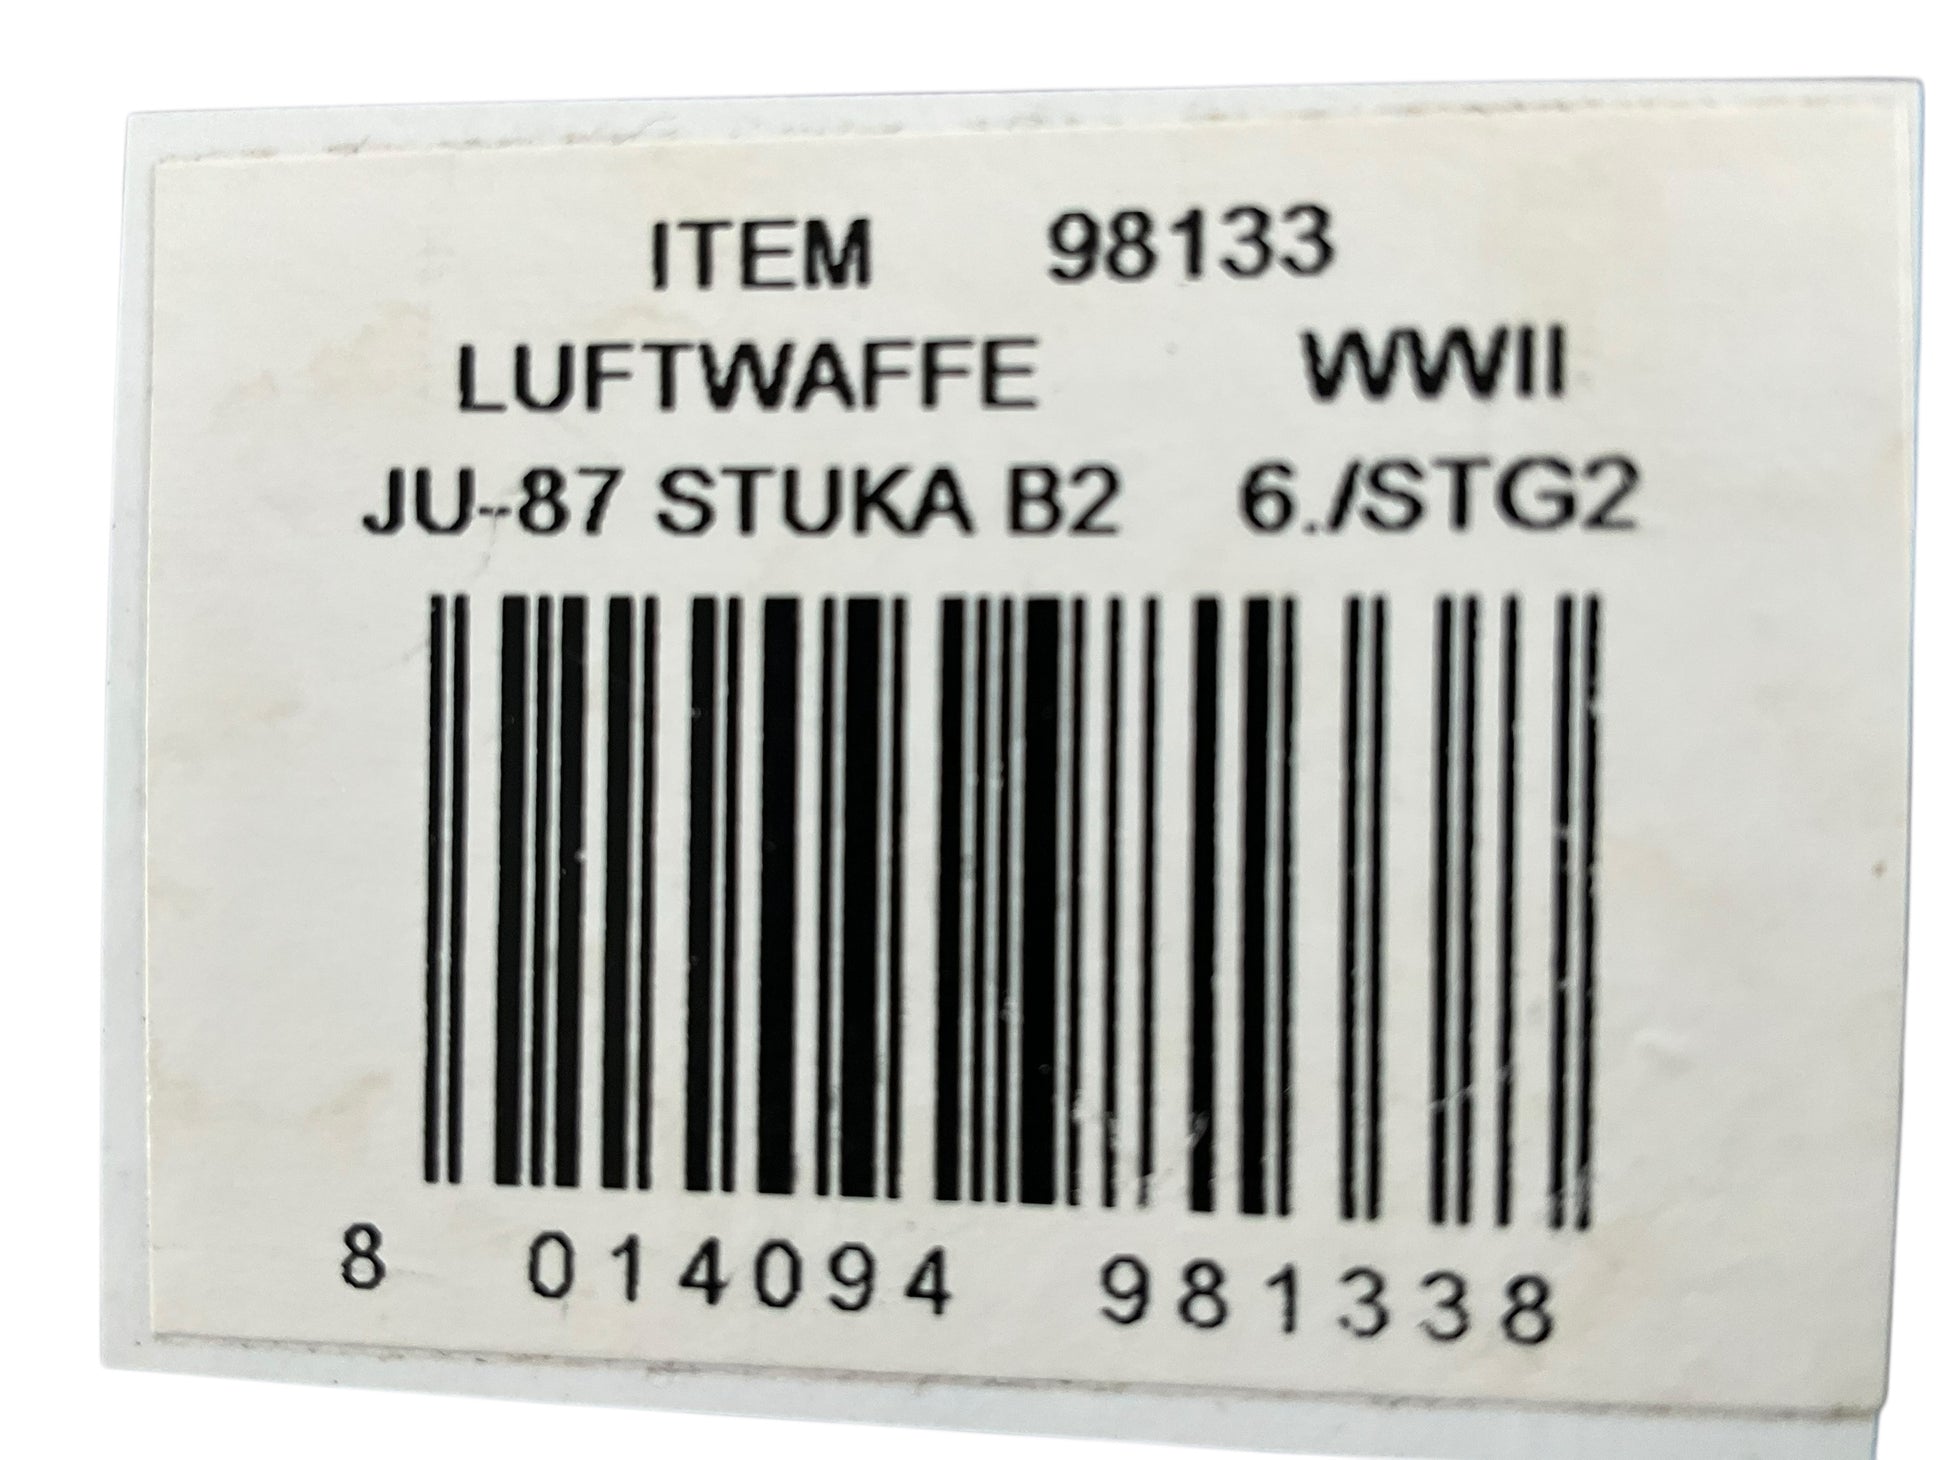 ITEM 98133
LUFTWAFFE WWII
JU-87 STUKA B2 6./STG2
8 014094 981338